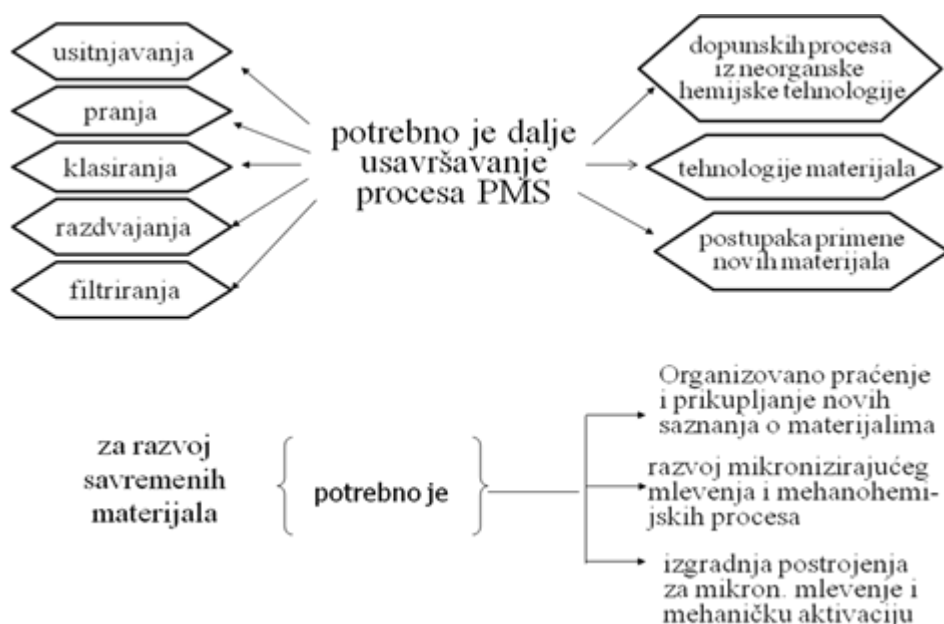 usitnjavanja
pranja
klasiranja
razdvajanja
filtriranja
potrebno je dalje
usavršavanje
procesa PMS
dopunskih procesa
iz neorganske
hemijske tehnologije
tehnologije materijala
postupaka primene
novih materijala
za razvoj
savremenih
materijala
potrebno je
Organizovano praćenje
i prikupljanje novih
saznanja o materijalima
razvoj mikronizirajućeg
mlevenja i mehanohemi-
jskih procesa
izgradnja postrojenja
za mikron. mlevenje i
mehaničku aktivaciju